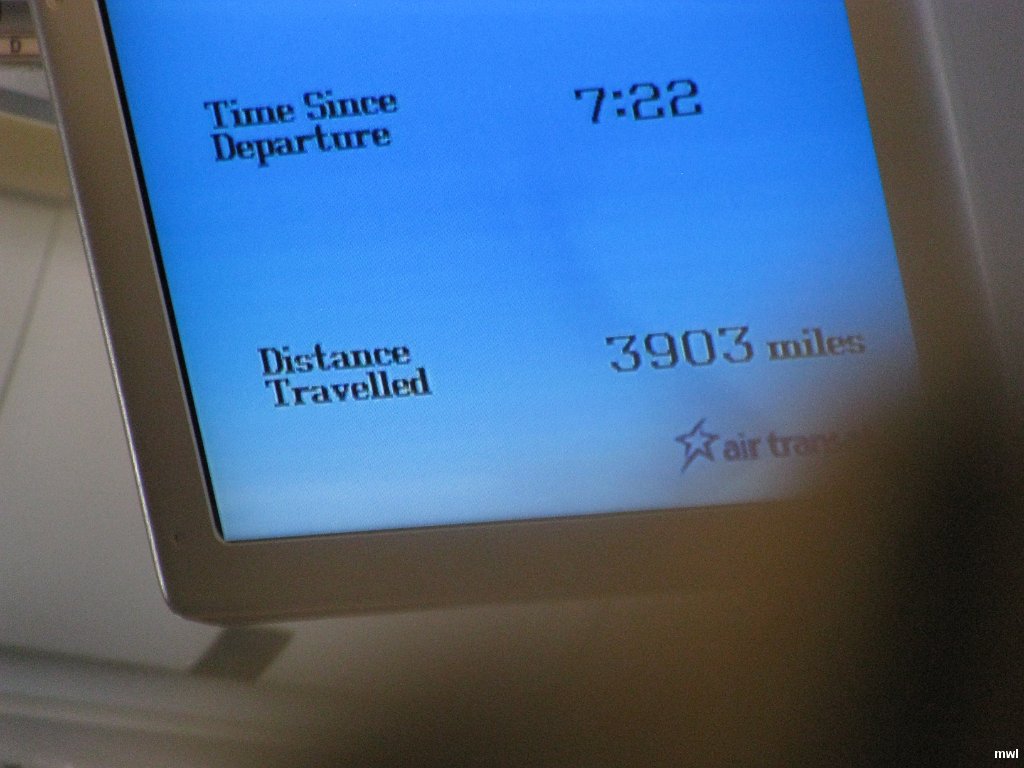 D
Time Since
Departure
7:22
Distance
Travelled
3903 miles
air
mwl